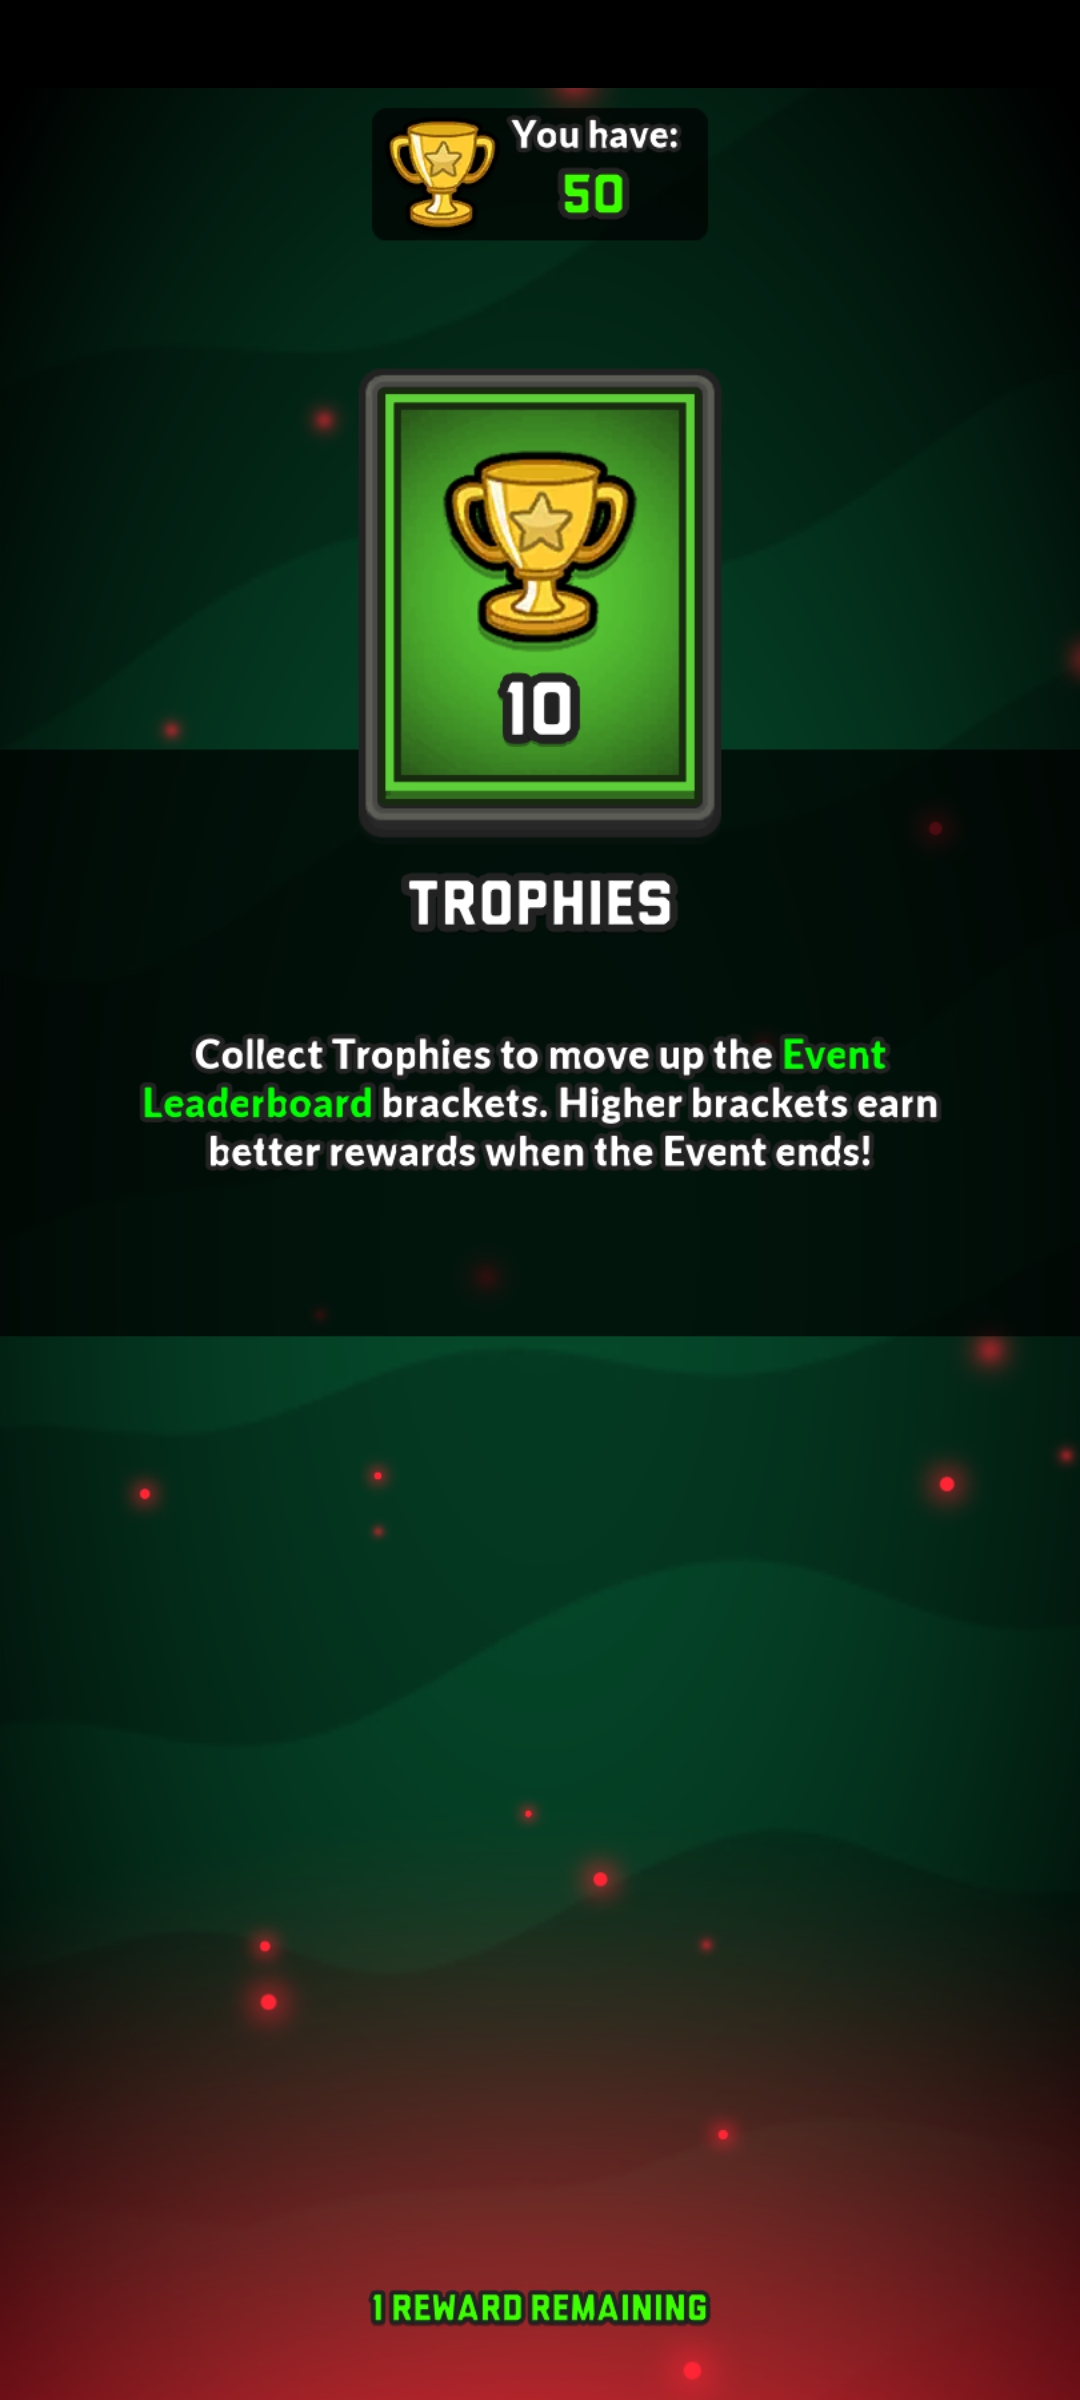 You have:
50
10
TROPHIES
Collect Trophies to move up the Event
Leaderboard brackets. Higher brackets earn
better rewards when the Event ends!
1 REWARD REMAINING